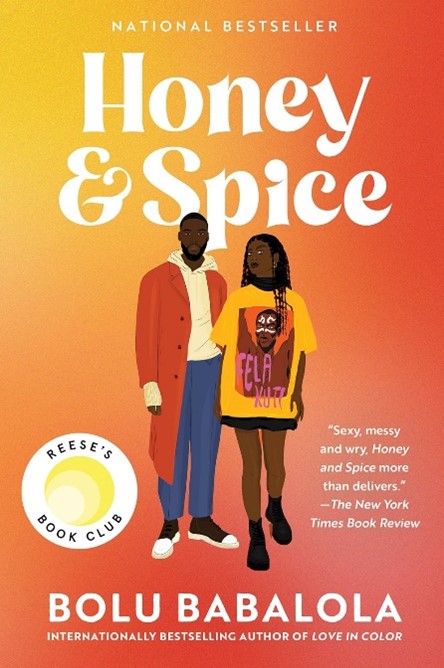 NATIONAL BESTSELLER
Honey
& Spice
FELA
KUTI
REESE'S
BOOK CLUB
“Sexy, messy
and wry, Honey
and Spice more
than delivers.”
—The New York
Times Book Review
BOLU BABALOLA
INTERNATIONALLY BESTSELLING AUTHOR OF LOVE IN COLOR